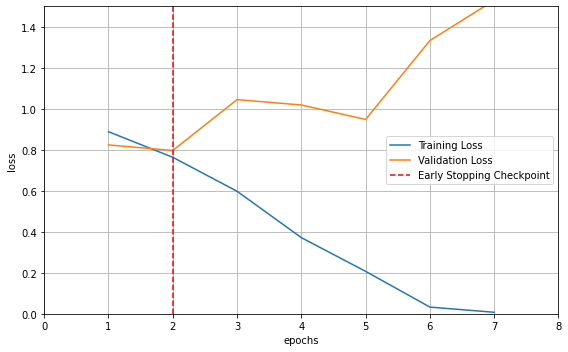 1.4
1.2
1.0
0.8
0.6
0.4
0.2
0.0
loss
Training Loss
Validation Loss
Early Stopping Checkpoint
0 1 2 3 4 5 6 7 8
epochs